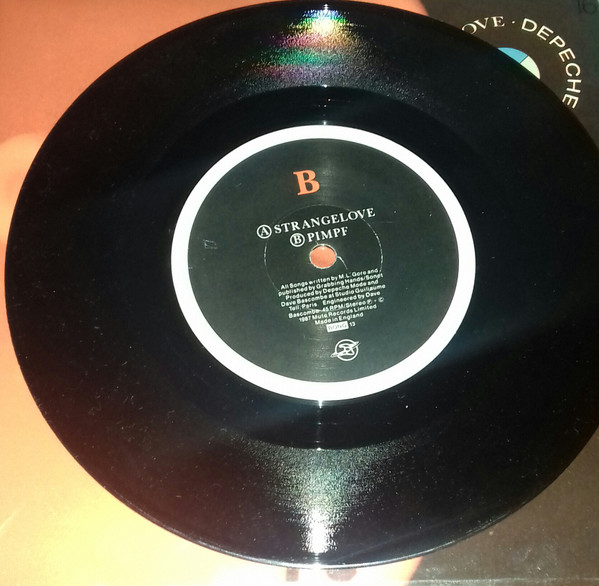 OVE · DEPECHE
B
Ⓐ STRANGELOVE
Ⓑ PIMPF
All Songs written by M.L. Gore and
published by Grabbing Hands/Sonet
Produced by Depeche Mode and
Dave Bascombe at Studio Guillaume
Tell, Paris Engineered by Dave
Bascombe 45 RPM/Stereo ℗ + ©
1987 Mute Records Limited
Made in England
BONG 13